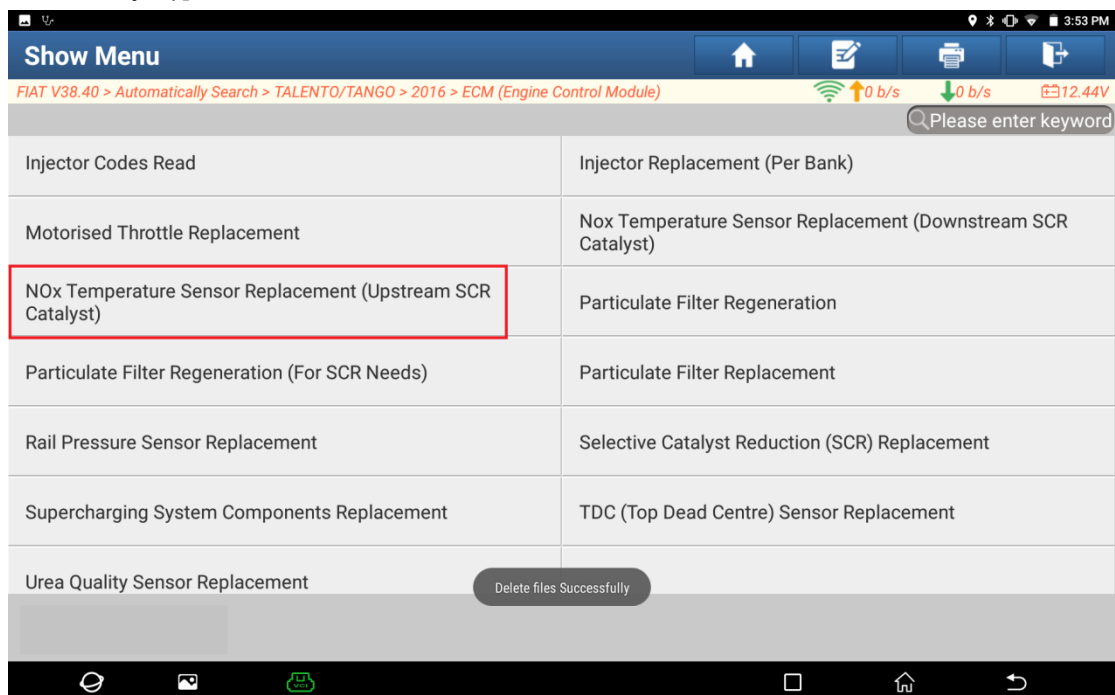 3:53 PM
Show Menu
FIAT V38.40 > Automatically Search > TALENTO/TANGO > 2016 > ECM (Engine Control Module)
0 b/s
0 b/s
12.44V
Please enter keyword
Injector Codes Read
Injector Replacement (Per Bank)
Motorised Throttle Replacement
Nox Temperature Sensor Replacement (Downstream SCR
Catalyst)
NOx Temperature Sensor Replacement (Upstream SCR
Catalyst)
Particulate Filter Regeneration
Particulate Filter Regeneration (For SCR Needs)
Particulate Filter Replacement
Rail Pressure Sensor Replacement
Selective Catalyst Reduction (SCR) Replacement
Supercharging System Components Replacement
TDC (Top Dead Centre) Sensor Replacement
Urea Quality Sensor Replacement
Delete files Successfully
VCI